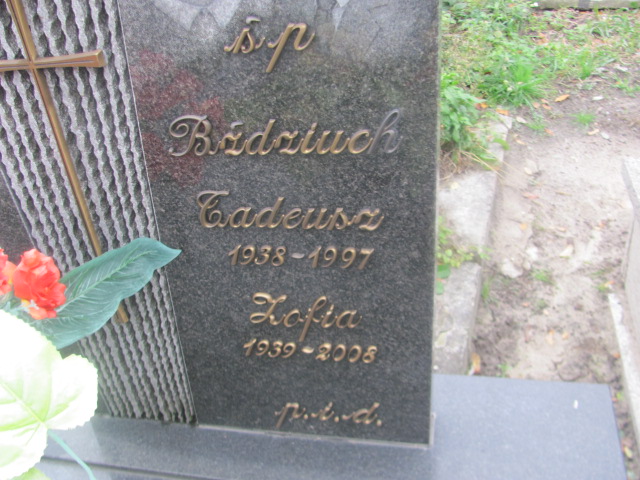 ś p
Bździuch
Tadeusz
1938-1997
Zofia
1939-2008
p.i.d.